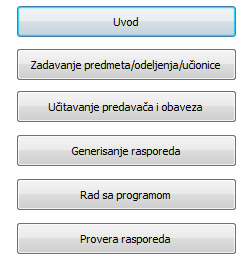 Uvod
Zadavanje predmeta/odeljenja/učionice
Učitavanje predavača i obaveza
Generisanje rasporeda
Rad sa programom
Provera rasporeda